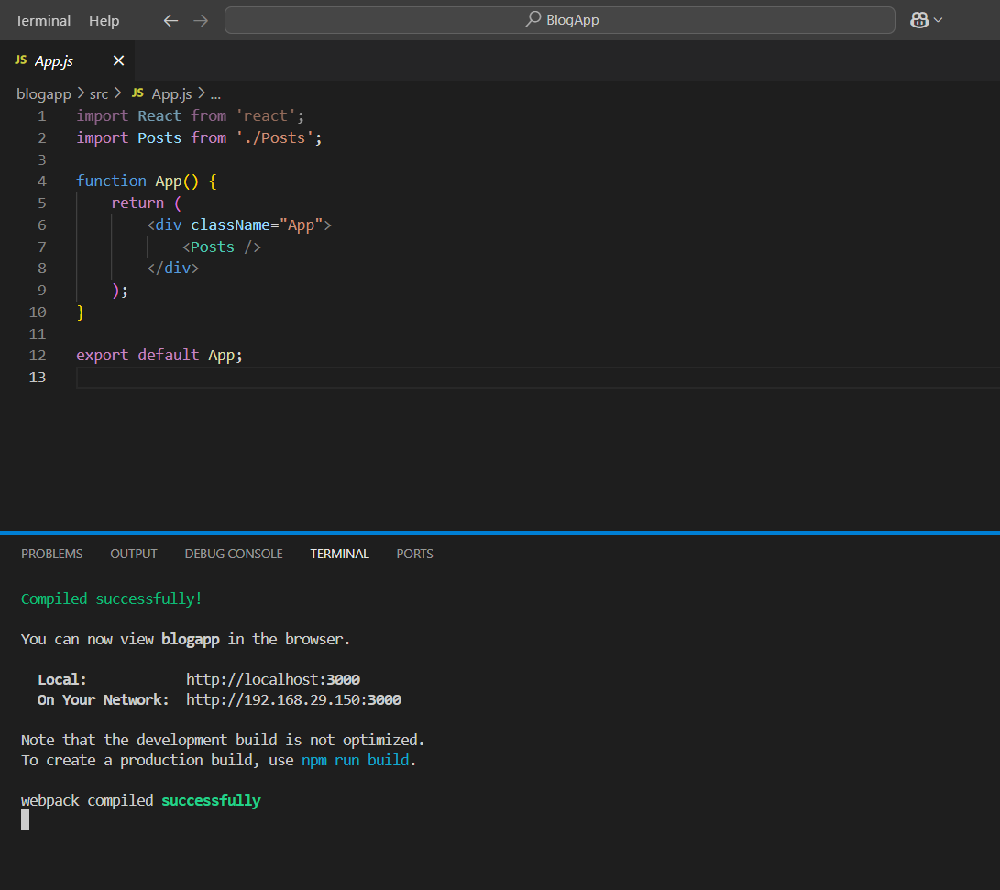 Terminal Help BlogApp
JS App.js
blogapp > src > JS App.js > ...
1 import React from 'react';
2 import Posts from './Posts';
3
4 function App() {
5 return (
6 <div className="App">
7 <Posts />
8 </div>
9 );
10 }
11
12 export default App;
13
PROBLEMS OUTPUT DEBUG CONSOLE TERMINAL PORTS
Compiled successfully!
You can now view blogapp in the browser.
Local: http://localhost:3000
On Your Network: http://192.168.29.150:3000
Note that the development build is not optimized.
To create a production build, use npm run build.
webpack compiled successfully